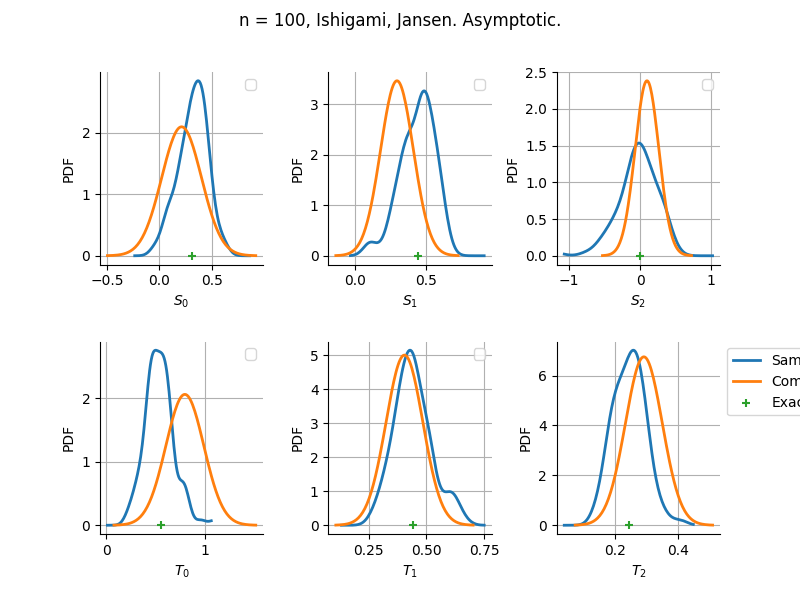 n = 100, Ishigami, Jansen. Asymptotic.
PDF
2
1
0
−0.5 0.0 0.5
S0
PDF
3
2
1
0
0.0 0.5
S1
PDF
2.5
2.0
1.5
1.0
0.5
0.0
−1 0 1
S2
PDF
2
1
0
0 1
T0
PDF
5
4
3
2
1
0
0.25 0.50 0.75
T1
PDF
6
4
2
0
0.2 0.4
T2
Sam
Com
Exac